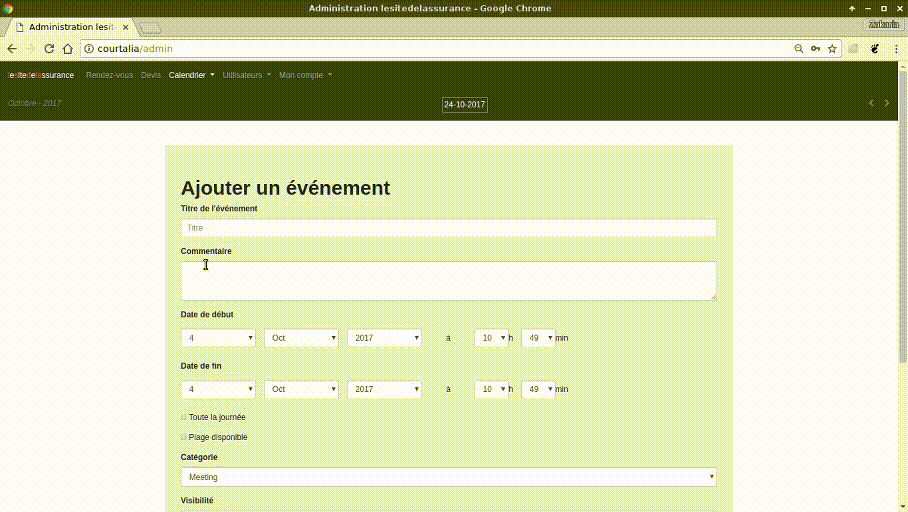 Administration lesitedelassurance - Google Chrome
Administration lesit
Zakaria
courtalia/admin
lesitedelassurance Rendez-vous Devis Calendrier Utilisateurs Mon compte
Octobre - 2017
24-10-2017
Ajouter un événement
Titre de l'événement
Titre
Commentaire
Date de début
4 Oct 2017 à 10 h 49 min
Date de fin
4 Oct 2017 à 10 h 49 min
Toute la journée
Plage disponible
Catégorie
Meeting
Visibilité